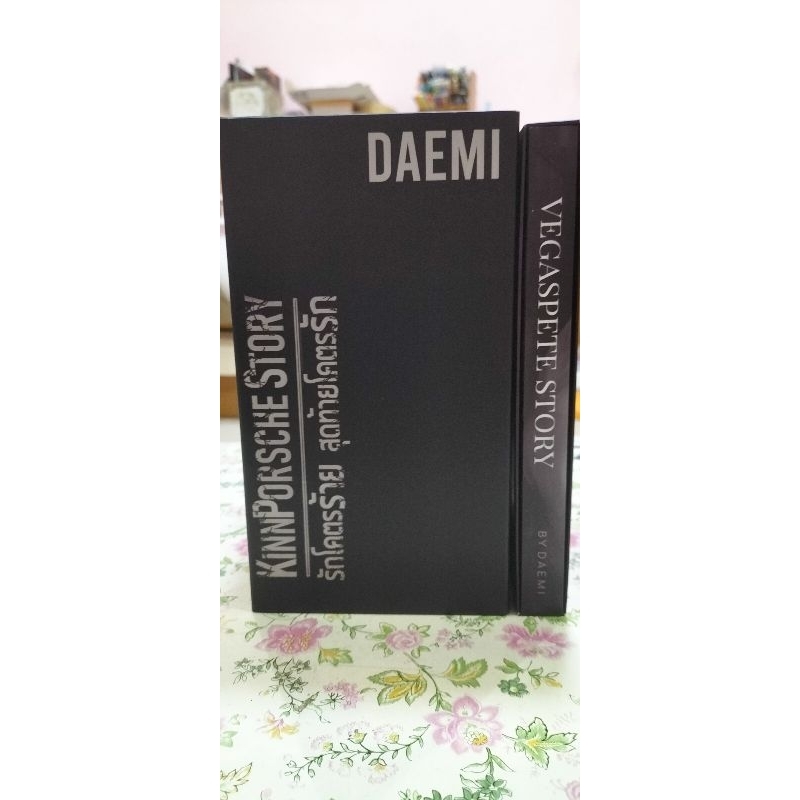 DAEMI
KINNPORSCHE STORY
รักโคตรร้าย สุดท้ายโคตรรัก
VEGASPETE STORY
BY DAEMI